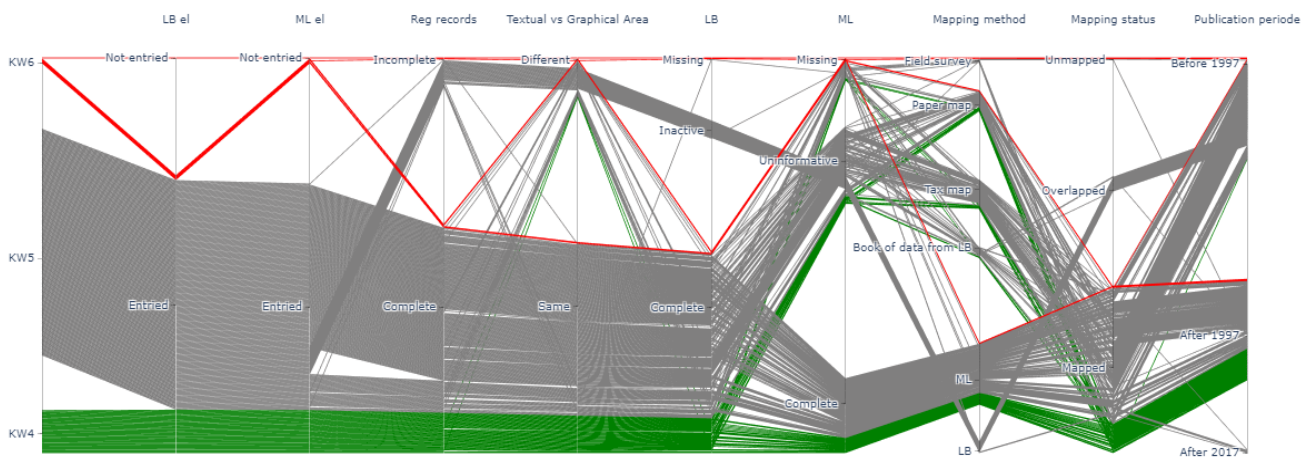 LB el ML el Reg records Textual vs Graphical Area LB ML Mapping method Mapping status Publication periode
KW6 Not entried Not entried Incomplete Different Missing Missing Field survey Unmapped Before 1997
Paper map
Inactive
Uninformative
Tax map Overlapped
Book of data from LB
KW5
Entried Entried Complete Same Complete
After 1997
Mapped
ML
Complete
KW4
LB After 2017